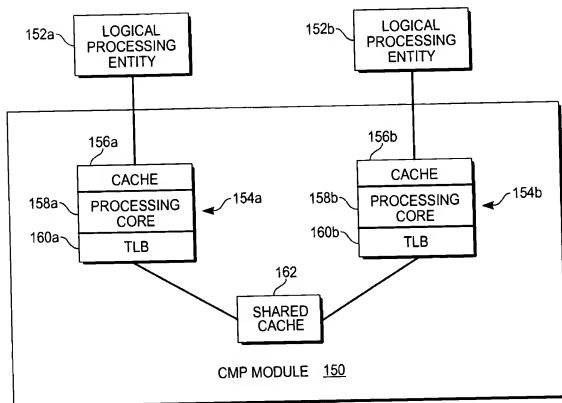 152a
LOGICAL
PROCESSING
ENTITY
152b
LOGICAL
PROCESSING
ENTITY
156a
CACHE
158a
PROCESSING
CORE
154a
160a
TLB
156b
CACHE
158b
PROCESSING
CORE
154b
160b
TLB
162
SHARED
CACHE
CMP MODULE 150